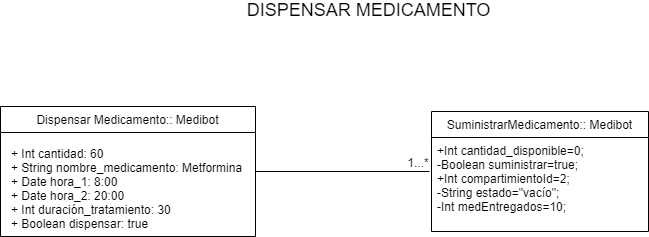 DISPENSAR MEDICAMENTO
Dispensar Medicamento:: Medibot
+ Int cantidad: 60
+ String nombre_medicamento: Metformina
+ Date hora_1: 8:00
+ Date hora_2: 20:00
+ Int duración_tratamiento: 30
+ Boolean dispensar: true
1...*
SuministrarMedicamento:: Medibot
+Int cantidad_disponible=0;
-Boolean suministrar=true;
+Int compartimientoId=2;
-String estado="vacío";
-Int medEntregados=10;